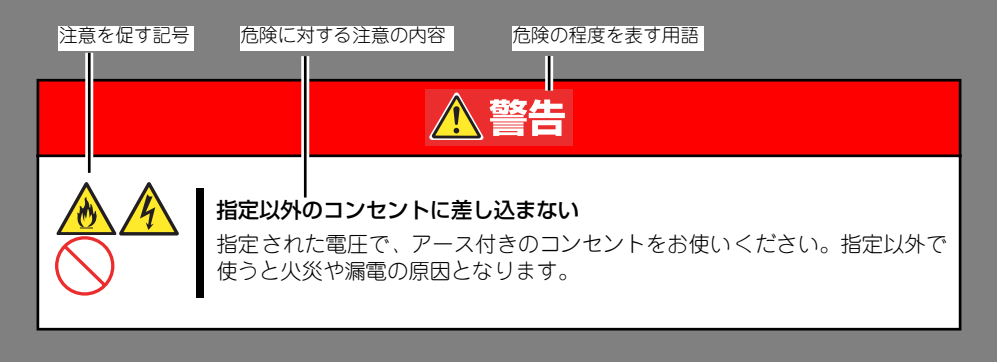 注意を促す記号
危険に対する注意の内容
危険の程度を表す用語
警告
指定以外のコンセントに差し込まない
指定された電圧で、アース付きのコンセントをお使いください。指定以外で
使うと火災や漏電の原因となります。